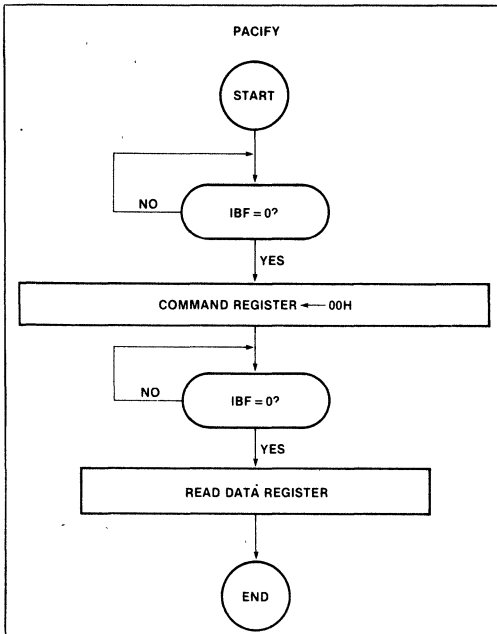 PACIFY
START
NO
IBF = 0?
YES
COMMAND REGISTER ← 00H
NO
IBF = 0?
YES
READ DATA REGISTER
END